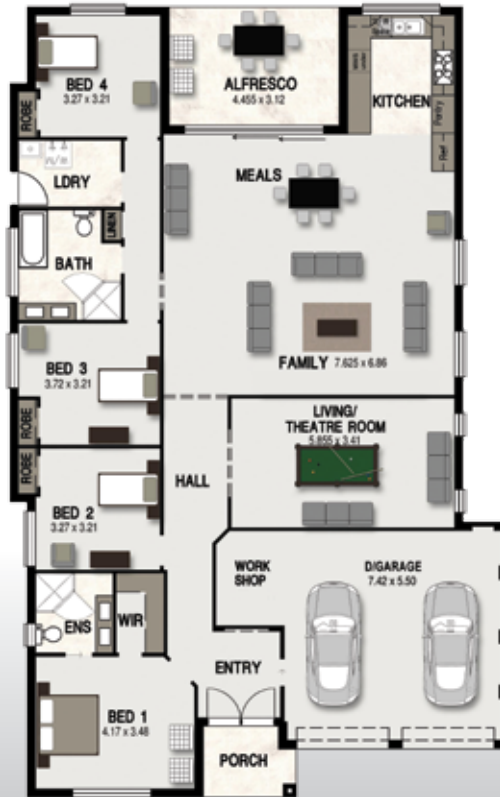 BED 4
3.27 x 3.21
ROBE
ALFRESCO
4.455 x 3.12
KITCHEN
Pantry
Ref
LDRY
MEALS
LINEN
BATH
BED 3
3.72 x 3.21
ROBE
FAMILY 7.625 x 6.86
LIVING/
THEATRE ROOM
5.855 x 3.41
ROBE
HALL
BED 2
3.27 x 3.21
WORK
SHOP
D/GARAGE
7.42 x 5.50
ENS
WIR
ENTRY
BED 1
4.17 x 3.48
PORCH